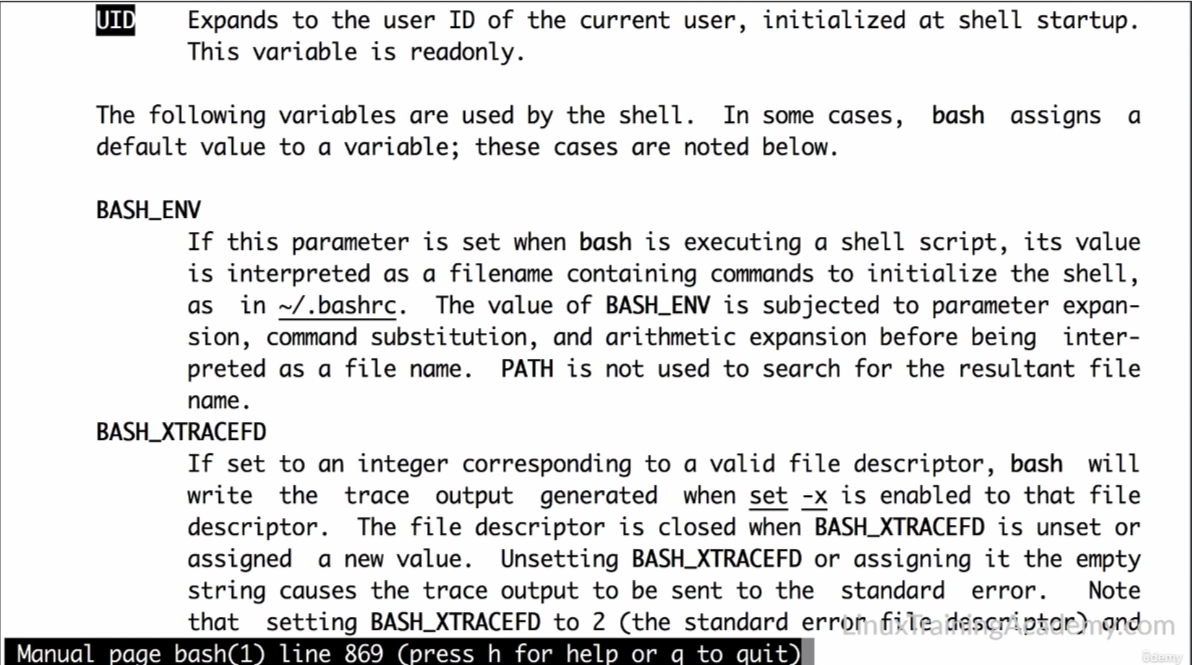 UID Expands to the user ID of the current user, initialized at shell startup.
This variable is readonly.
The following variables are used by the shell. In some cases, bash assigns a
default value to a variable; these cases are noted below.
BASH_ENV
If this parameter is set when bash is executing a shell script, its value
is interpreted as a filename containing commands to initialize the shell,
as in ~/.bashrc. The value of BASH_ENV is subjected to parameter expan-
sion, command substitution, and arithmetic expansion before being inter-
preted as a file name. PATH is not used to search for the resultant file
name.
BASH_XTRACEFD
If set to an integer corresponding to a valid file descriptor, bash will
write the trace output generated when set -x is enabled to that file
descriptor. The file descriptor is closed when BASH_XTRACEFD is unset or
assigned a new value. Unsetting BASH_XTRACEFD or assigning it the empty
string causes the trace output to be sent to the standard error. Note
that setting BASH_XTRACEFD to 2 (the standard error file descriptor) and
LinuxTrainingAcademy.com
Manual page bash(1) line 869 (press h for help or q to quit)
ûdemy